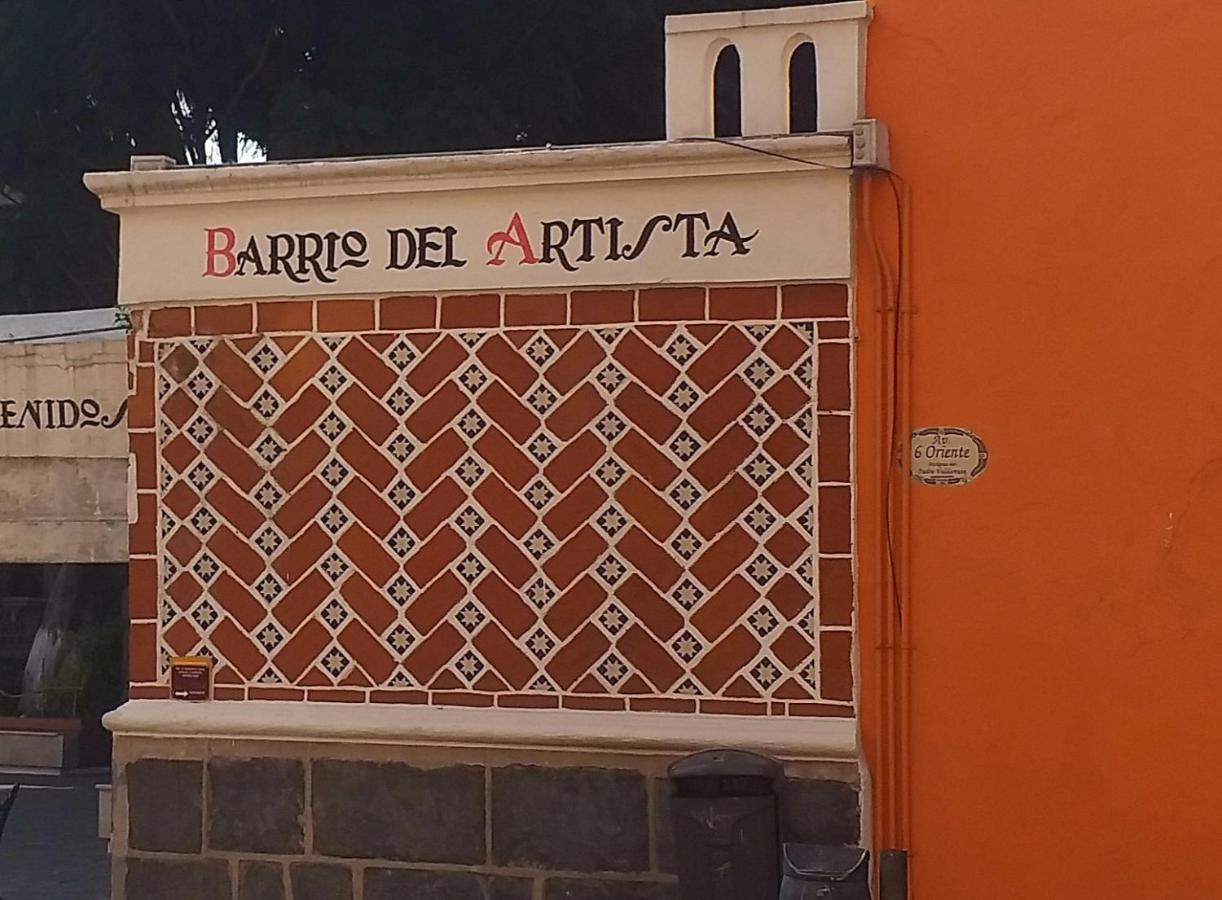 Barrio del Artista
ENIDOS
Av.
6 Oriente